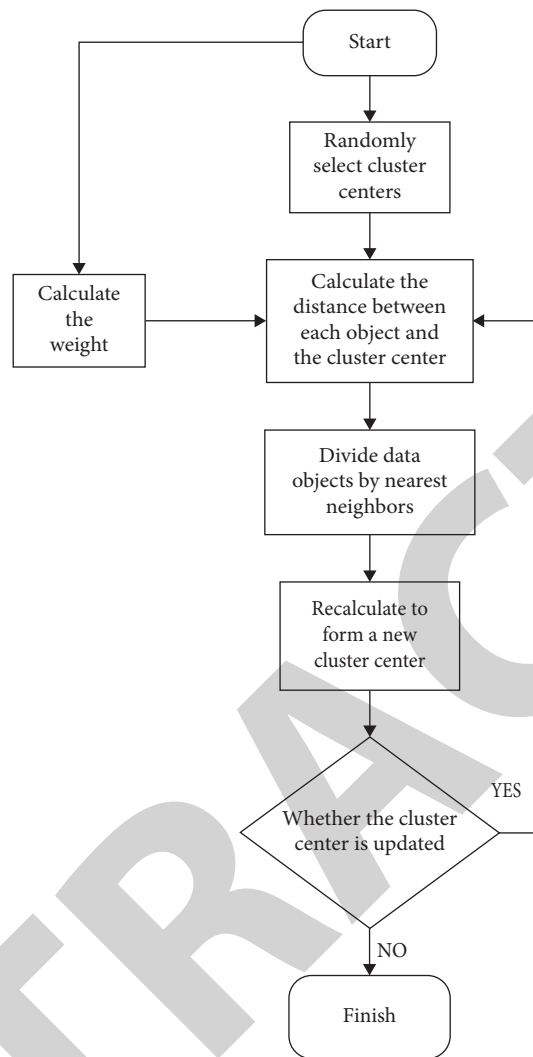 Start
Randomly
select cluster
centers
Calculate
the
weight
Calculate the
distance between
each object and
the cluster center
Divide data
objects by nearest
neighbors
Recalculate to
form a new
cluster center
YES
Whether the cluster
center is updated
NO
Finish
TRACT